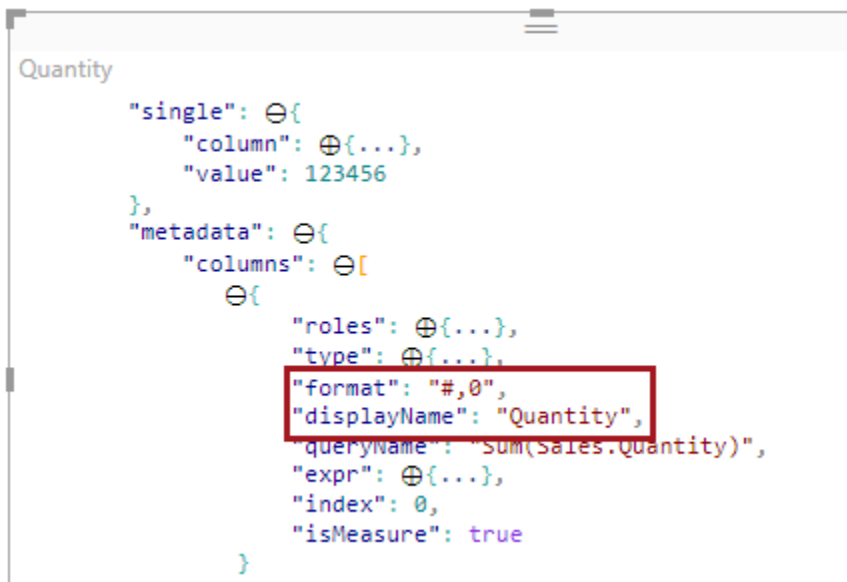 Quantity
"single": ⊖{
"column": ⊕{...},
"value": 123456
},
"metadata": ⊖{
"columns": ⊖[
⊖{
"roles": ⊕{...},
"type": ⊕{...},
"format": "#,0",
"displayName": "Quantity",
"queryName": "Sum(Sales.Quantity)",
"expr": ⊕{...},
"index": 0,
"isMeasure": true
}